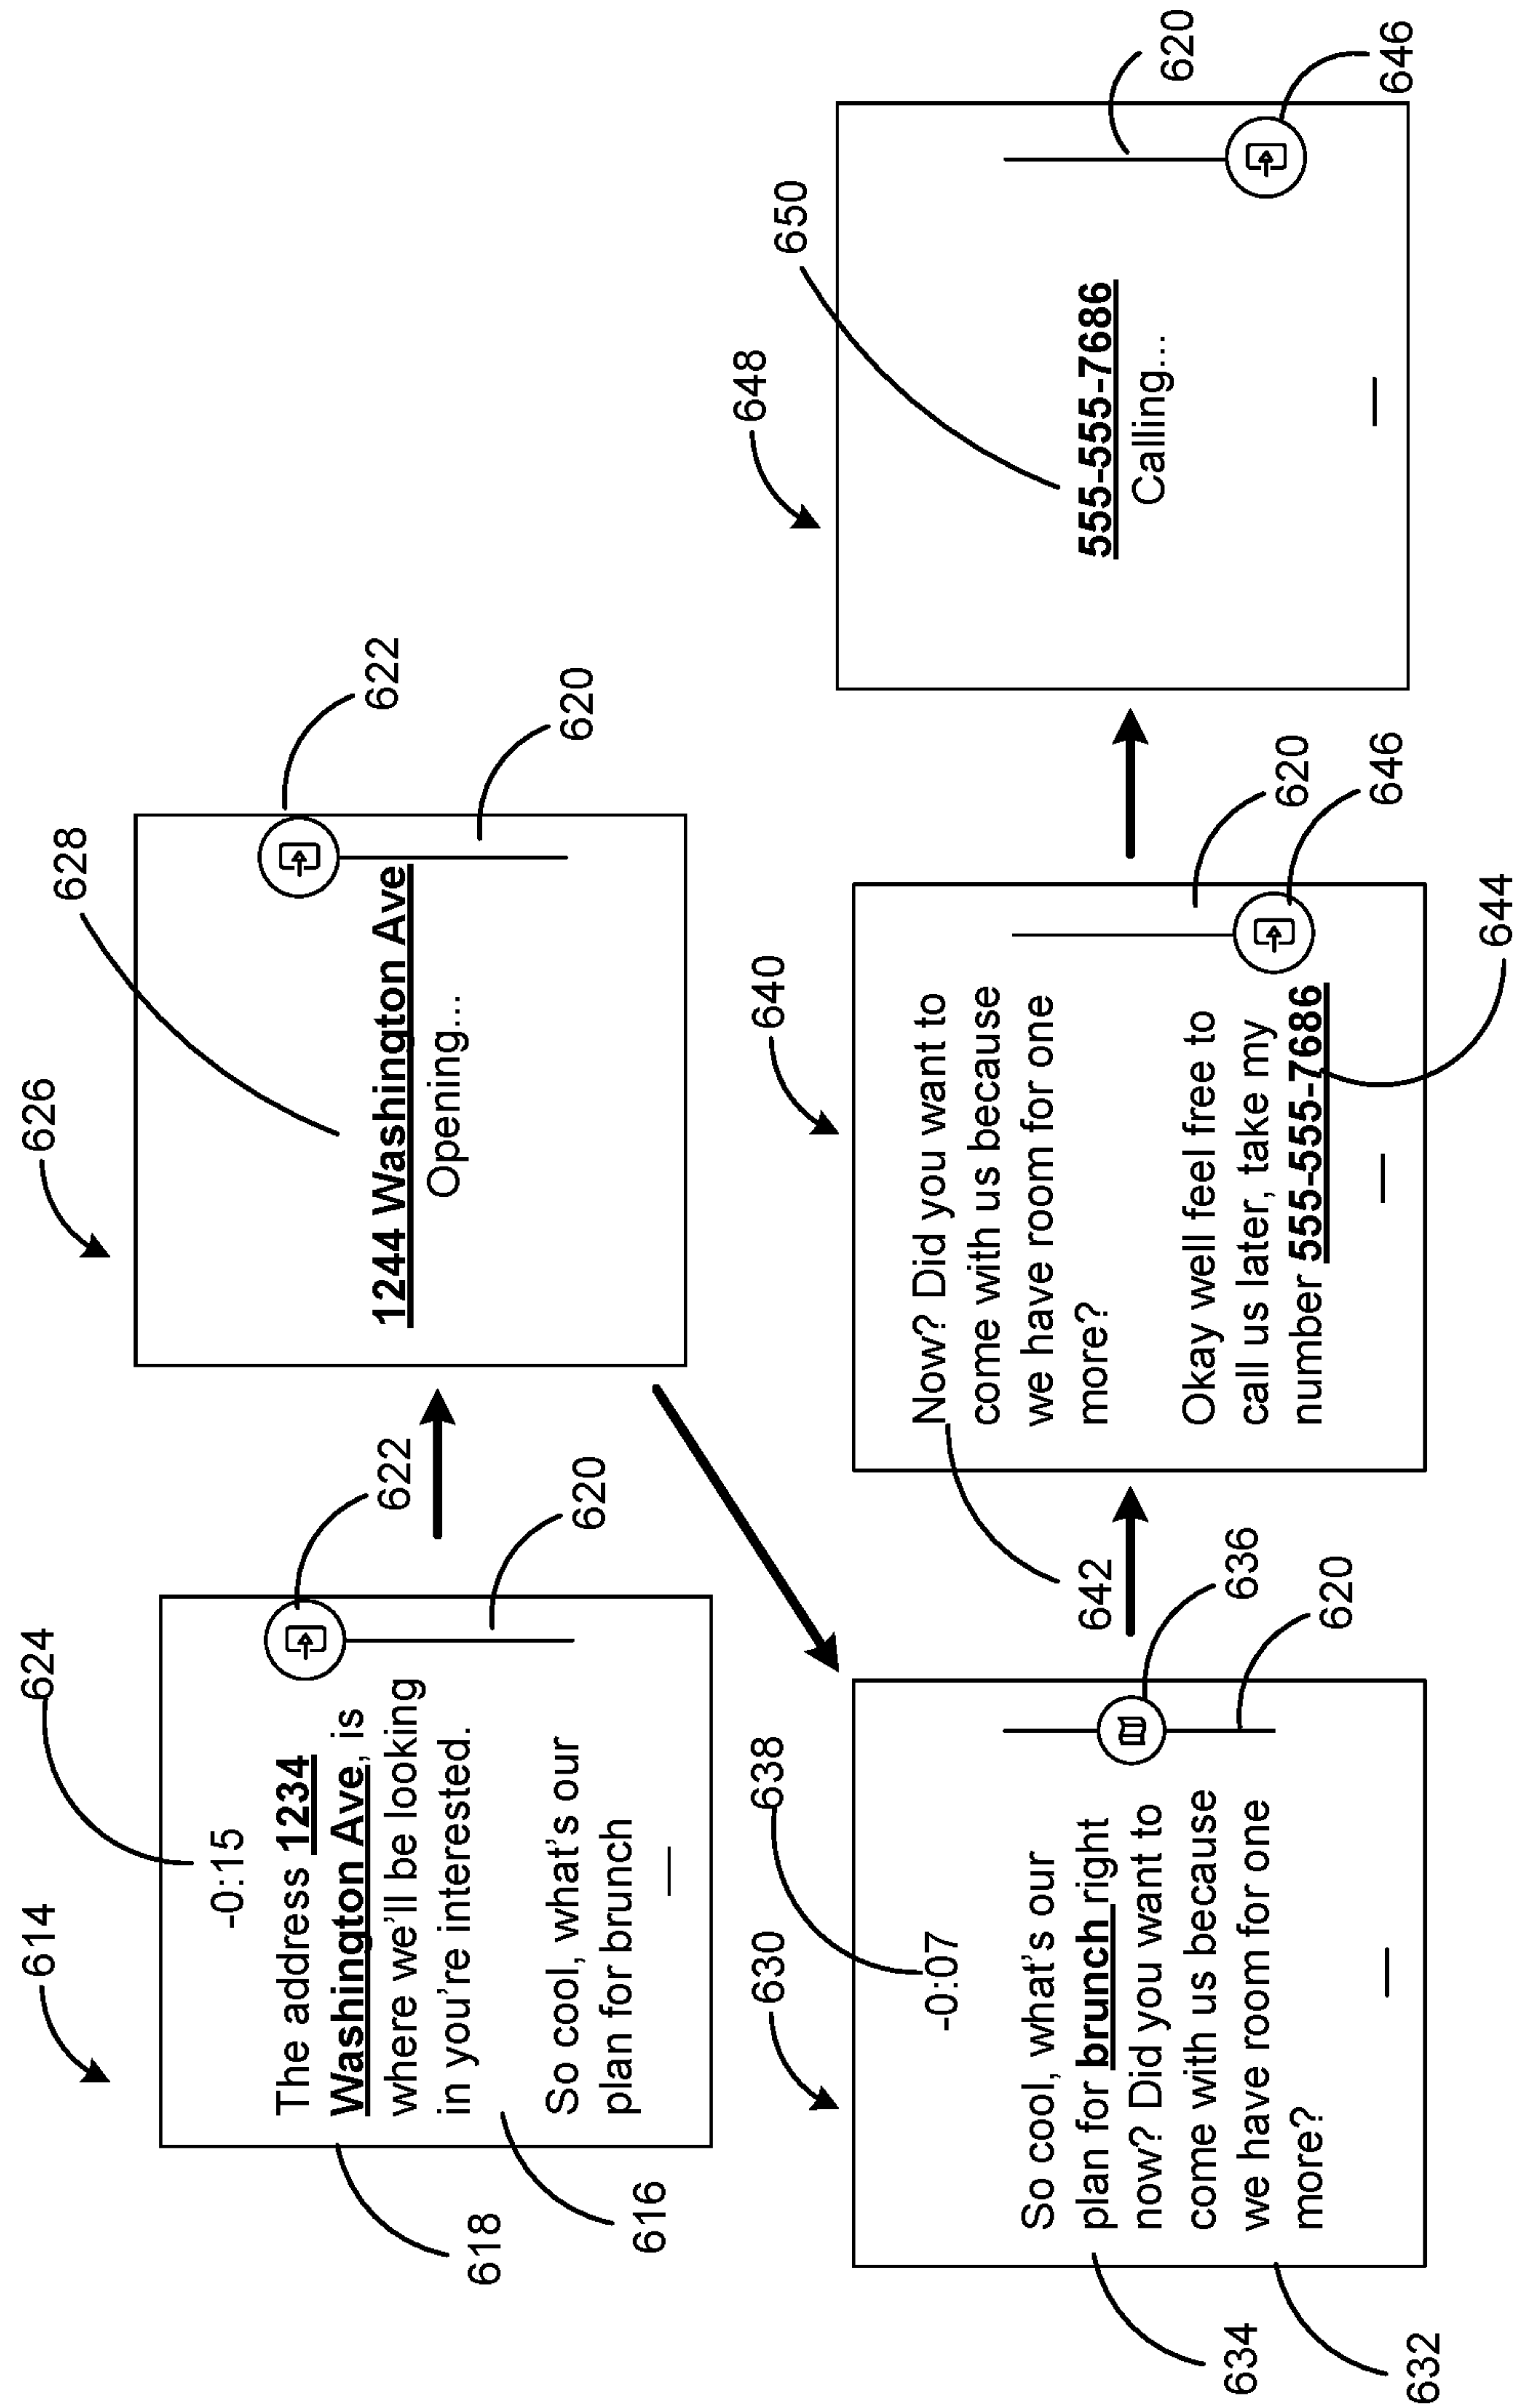 614
624
-0:15
The address 1234
Washington Ave, is
where we'll be looking
in you're interested.
So cool, what's our
plan for brunch
618
616
622
620
626
628
1244 Washington Ave
Opening...
622
620
630
638
-0:07
So cool, what's our
plan for brunch right
now? Did you want to
come with us because
we have room for one
more?
634
632
636
620
640
642
Now? Did you want to
come with us because
we have room for one
more?
Okay well feel free to
call us later, take my
number 555-555-7686
620
646
644
648
650
555-555-7686
Calling...
620
646